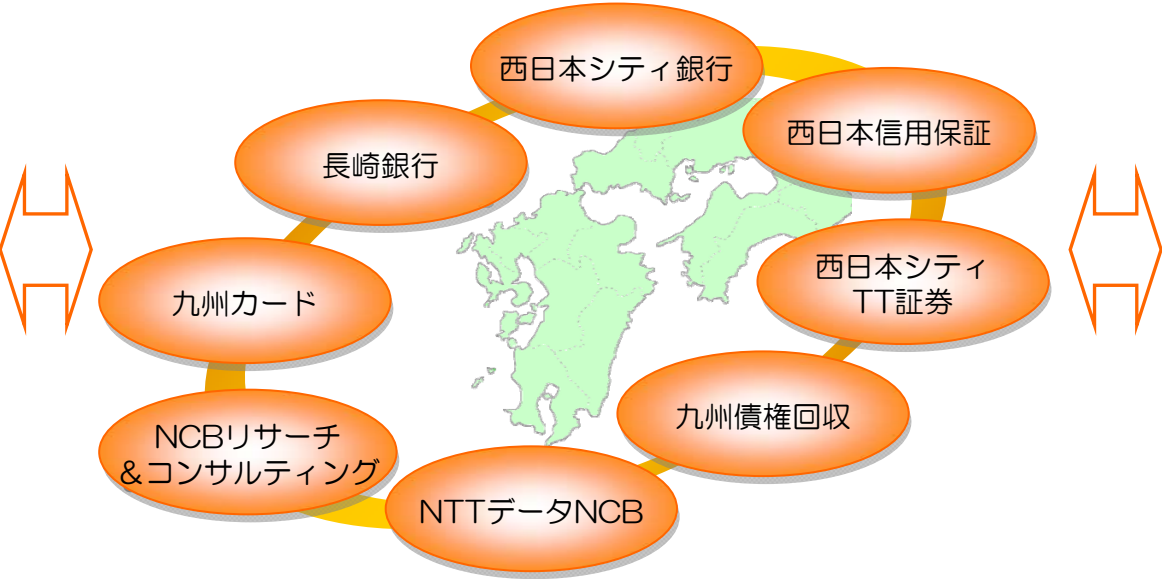 西日本シティ銀行
西日本信用保証
長崎銀行
西日本シティ
TT証券
九州カード
九州債権回収
NCBリサーチ
&コンサルティング
NTTデータNCB